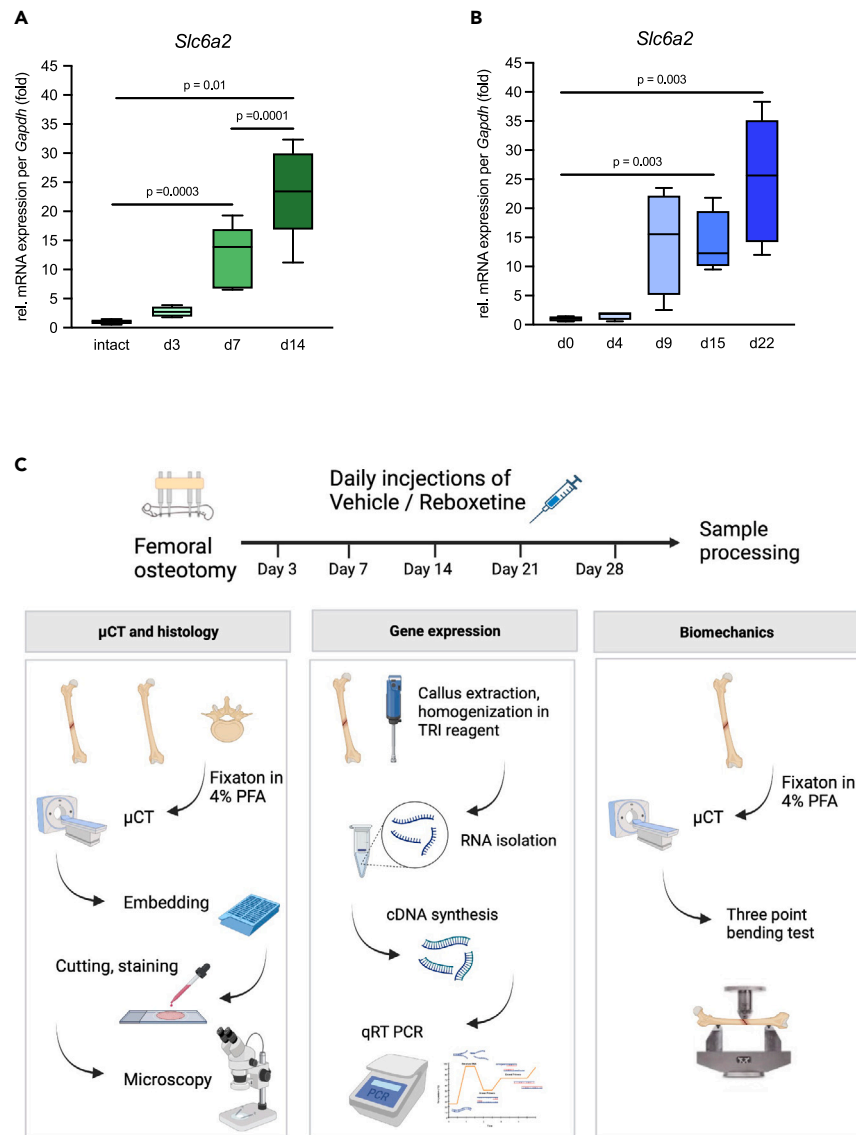 A
Slc6a2
rel. mRNA expression per Gapdh (fold)
45
40
35
30
25
20
15
10
5
0
p = 0.01
p =0.0001
p =0.0003
intact d3 d7 d14
B
Slc6a2
rel. mRNA expression per Gapdh (fold)
45
40
35
30
25
20
15
10
5
0
p = 0.003
p = 0.003
d0 d4 d9 d15 d22
C
Daily incjections of
Vehicle / Reboxetine
Femoral
osteotomy
Day 3 Day 7 Day 14 Day 21 Day 28
Sample
processing
µCT and histology
Fixaton in
4% PFA
µCT
Embedding
Cutting, staining
Microscopy
Gene expression
Callus extraction,
homogenization in
TRI reagent
RNA isolation
cDNA synthesis
qRT PCR
PCR
Biomechanics
Fixation in
4% PFA
µCT
Three point
bending test